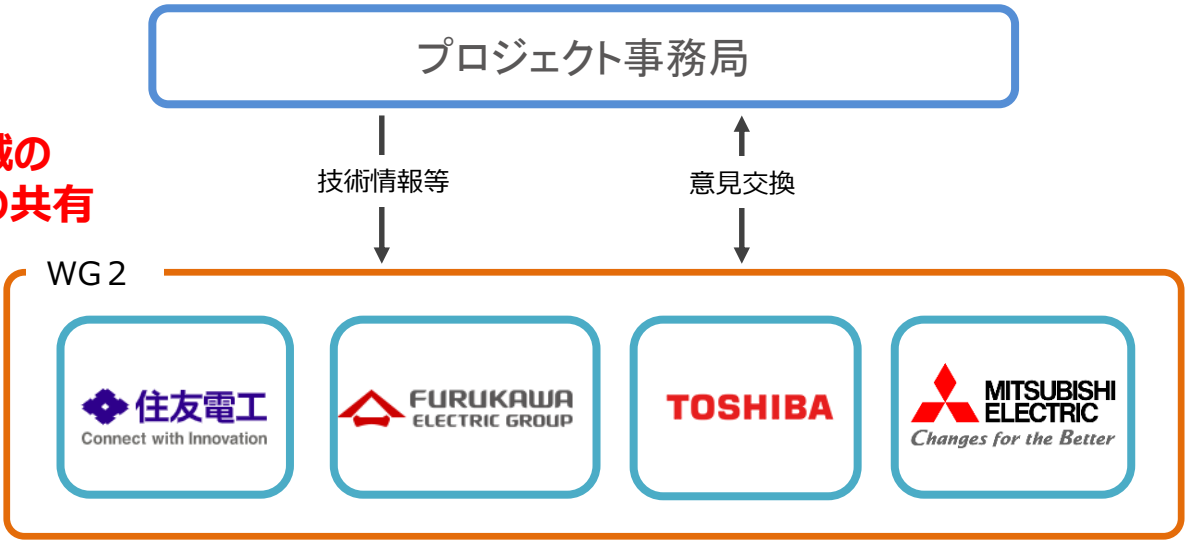 プロジェクト事務局
域の
の共有
技術情報等
意見交換
WG2
住友電工
Connect with Innovation
FURUKAWA
ELECTRIC GROUP
TOSHIBA
MITSUBISHI
ELECTRIC
Changes for the Better